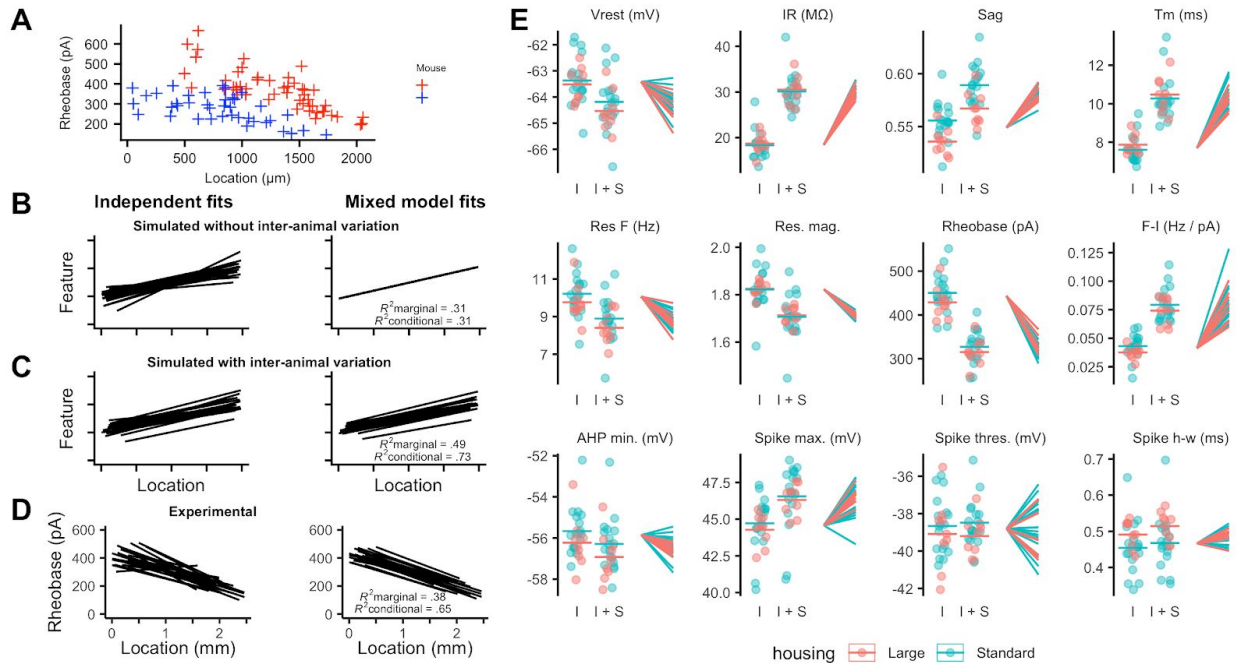 A
Rheobase (pA)
600
500
400
300
200
0
500
1000
1500
2000
Location (µm)
Mouse
B
Independent fits
Mixed model fits
Simulated without inter-animal variation
Feature
R²marginal = .31
R²conditional = .31
C
Simulated with inter-animal variation
Feature
R²marginal = .49
R²conditional = .73
Location
Location
D
Experimental
Rheobase (pA)
600
400
200
0
600
400
200
0
R²marginal = .38
R²conditional = .65
0
1
2
0
1
2
Location (mm)
Location (mm)
E
Vrest (mV)
-62
-63
-64
-65
-66
I
I + S
IR (MΩ)
40
30
20
I
I + S
Sag
0.60
0.55
I
I + S
Tm (ms)
12
10
8
I
I + S
Res F (Hz)
11
9
7
I
I + S
Res. mag.
2.0
1.8
1.6
I
I + S
Rheobase (pA)
500
400
300
I
I + S
F-I (Hz / pA)
0.125
0.100
0.075
0.050
0.025
I
I + S
AHP min. (mV)
-52
-54
-56
-58
I
I + S
Spike max. (mV)
47.5
45.0
42.5
40.0
I
I + S
Spike thres. (mV)
-36
-38
-40
-42
I
I + S
Spike h-w (ms)
0.7
0.6
0.5
0.4
I
I + S
housing
Large
Standard